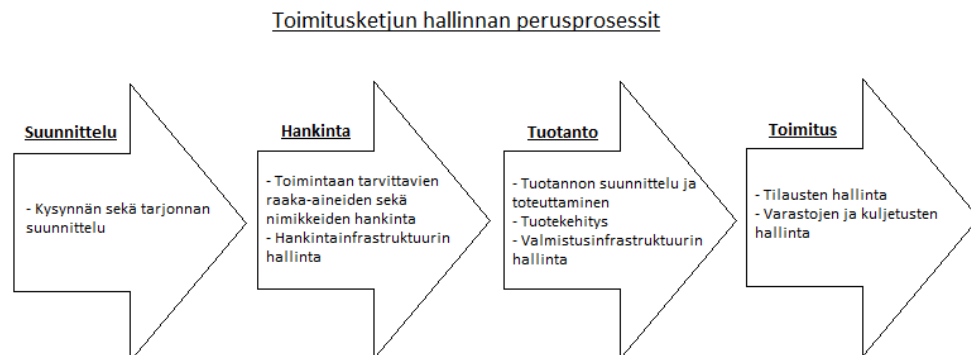 Toimitusketjun hallinnan perusprosessit
Suunnittelu
- Kysynnän sekä tarjonnan
suunnittelu
Hankinta
- Toimintaan tarvittavien
raaka-aineiden sekä
nimikkeiden hankinta
- Hankintainfrastruktuurin
hallinta
Tuotanto
- Tuotannon suunnittelu ja
toteuttaminen
- Tuotekehitys
- Valmistusinfrastruktuurin
hallinta
Toimitus
- Tilausten hallinta
- Varastojen ja kuljetusten
hallinta